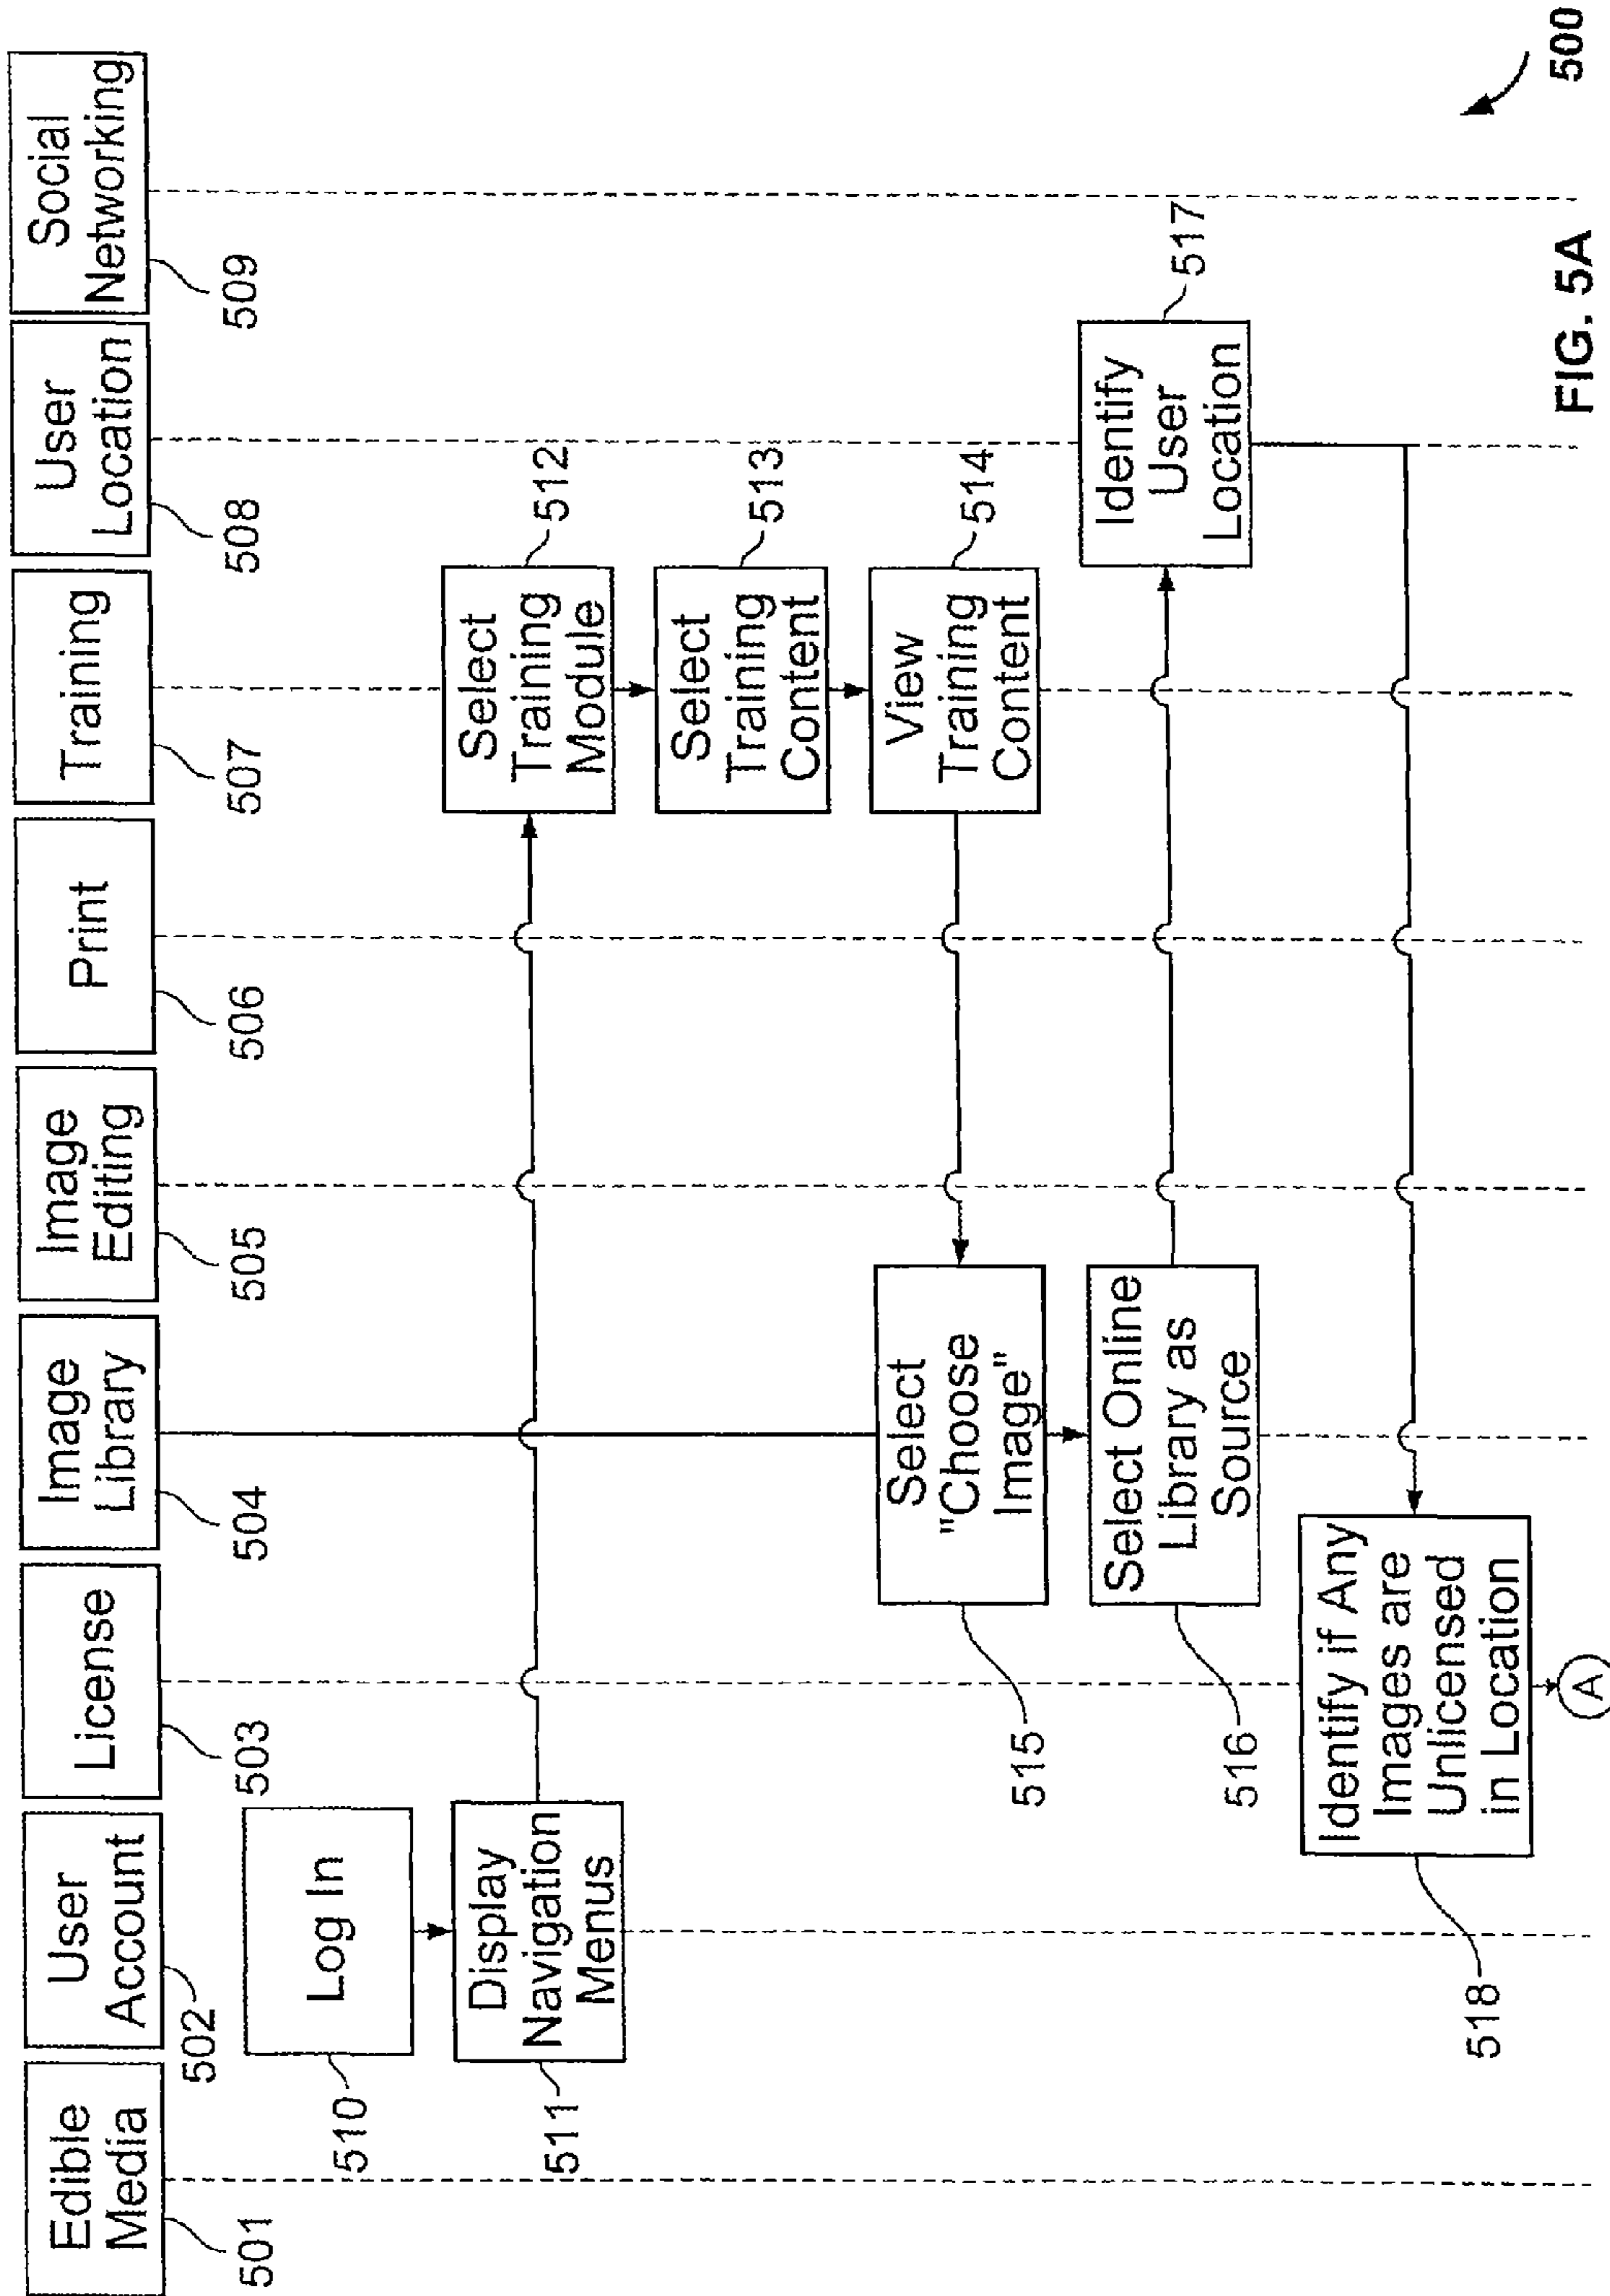 Edible
Media
501
User
Account
502
License
503
Image
Library
504
Image
Editing
505
Print
506
Training
507
User
Location
508
Social
Networking
509
Log In
510
Display
Navigation
Menus
511
Select
Training
Module
512
Select
Training
Content
513
View
Training
Content
514
Select
"Choose
Image"
515
Select Online
Library as
Source
516
Identify
User
Location
517
Identify if Any
Images are
Unlicensed
in Location
518
A
FIG. 5A
500